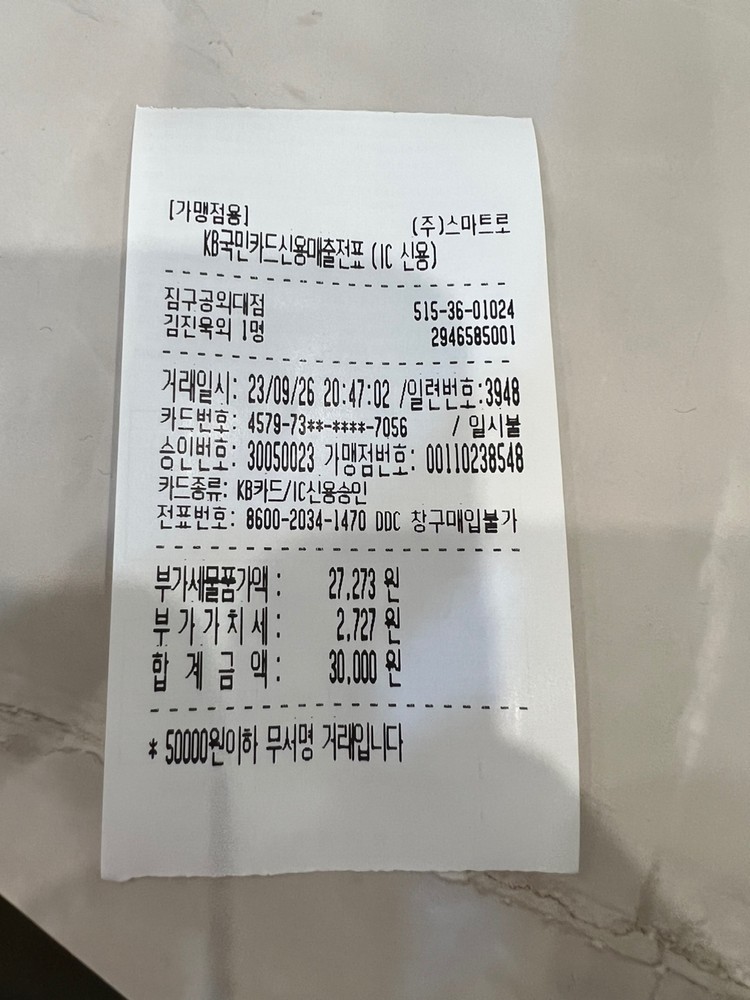 [가맹점용] (주)스마트로
KB국민카드신용매출전표(IC 신용)
짐구공외대점 515-36-01024
김진욱외 1명 2946585001
거래일시: 23/09/26 20:47:02 /일련번호:3948
카드번호: 4579-73**-****-7056 / 일시불
승인번호: 30050023 가맹점번호: 00110238548
카드종류: KB카드/IC신용승인
전표번호: 8600-2034-1470 DDC 창구매입불가
부가세물품가액 : 27,273 원
부 가 가 치 세 : 2,727 원
합 계 금 액 : 30,000 원
* 50000원이하 무서명 거래입니다